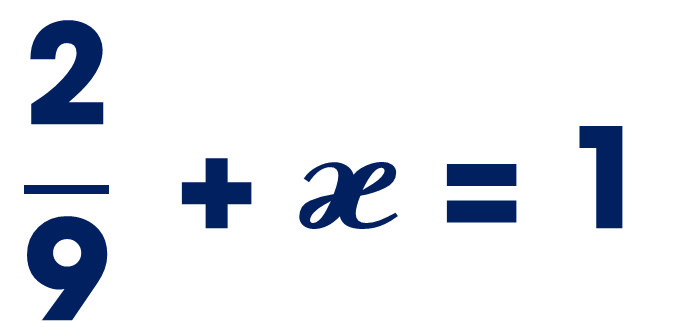 2/9 + æ = 1